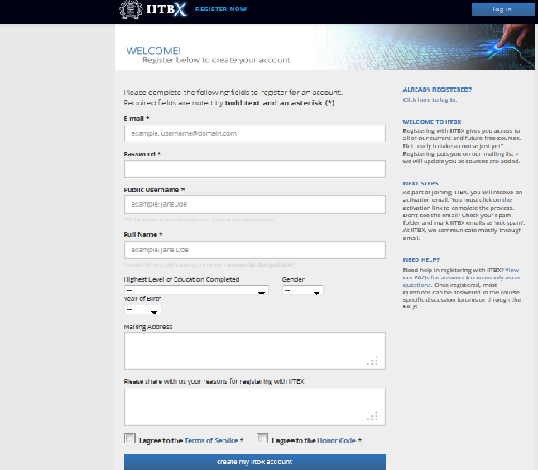 IITBX REGISTER NOW
log in
WELCOME!
Register below to create your account
Please complete the following fields to register for an account.
Required fields are noted by bold text and an asterisk (*)
E-mail *
example: username@domain.com
Password *
Public Username *
example: JaneDoe
Full Name *
example: Jane Doe
Highest Level of Education Completed
Gender
--
--
Year of Birth
--
Mailing Address
Please share with us your reasons for registering with IITBX
I agree to the Terms of Service *
I agree to the Honor Code *
create my IITBX account
ALREADY REGISTERED?
Click here to log in.
WELCOME TO IITBX
Registering with IITBX gives you access to
all of our current and future free courses.
Not ready to take a course just yet?
Registering puts you on our mailing list -
we will update you as courses are added.
NEXT STEPS
As part of joining IITBX you will receive an
activation email. You must click on the
activation link to complete the process.
Don't see the email? Check your spam
folder and mark IITBX emails as 'not spam'.
At IITBX, we communicate mostly through
email.
NEED HELP?
Need help in registering with IITBX? View
our FAQs for answers to commonly asked
questions. Once registered, most
questions can be answered in the course
specific discussion forums or through the
FAQs.